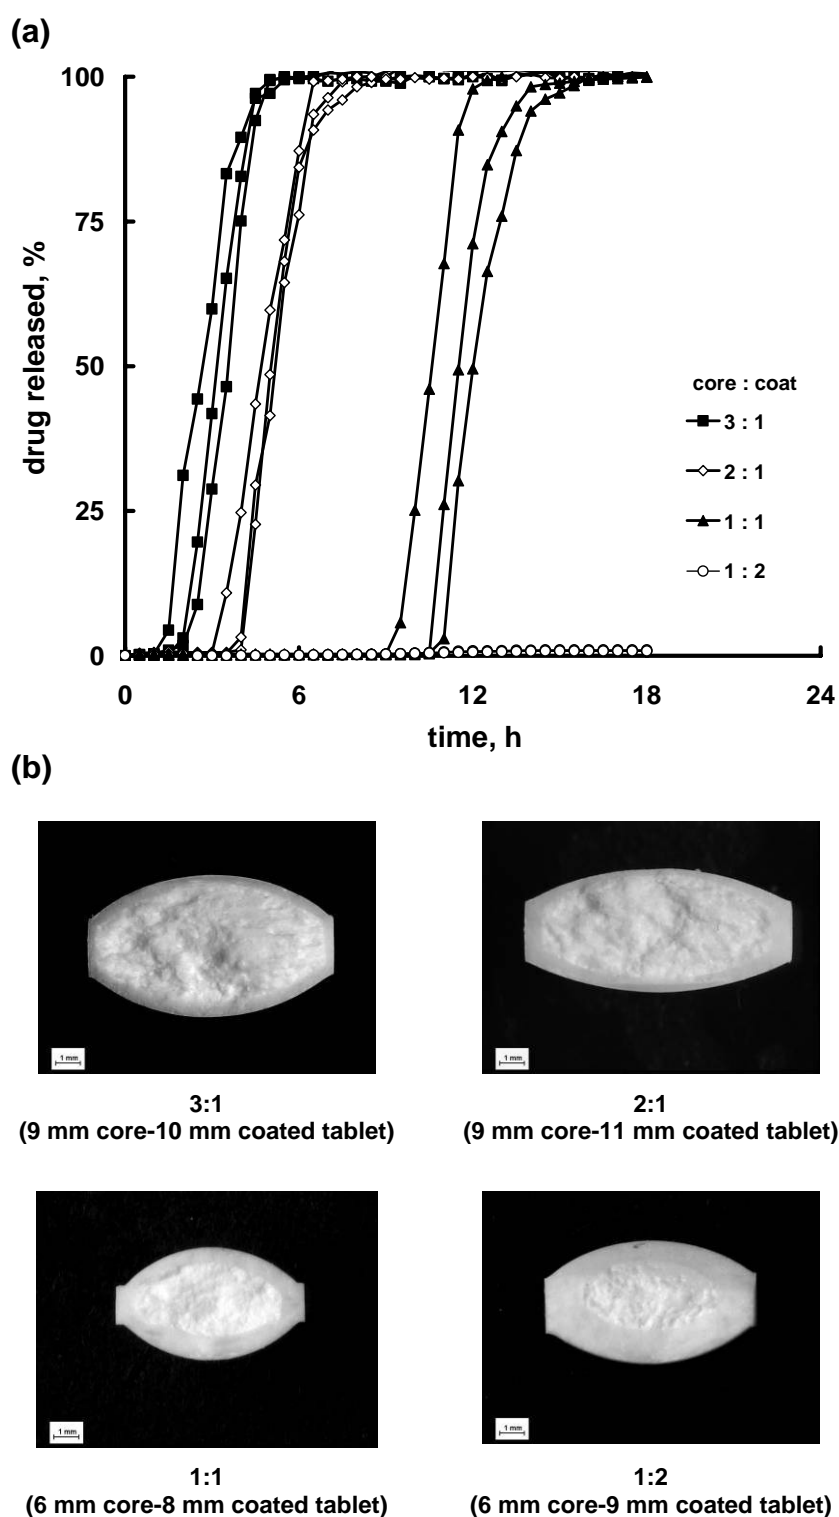 (a)
100
75
50
25
0
drug released, %
0
6
12
18
24
time, h
core : coat
3 : 1
2 : 1
1 : 1
1 : 2
(b)
1 mm
1 mm
3:1
(9 mm core-10 mm coated tablet)
2:1
(9 mm core-11 mm coated tablet)
1 mm
1 mm
1:1
(6 mm core-8 mm coated tablet)
1:2
(6 mm core-9 mm coated tablet)